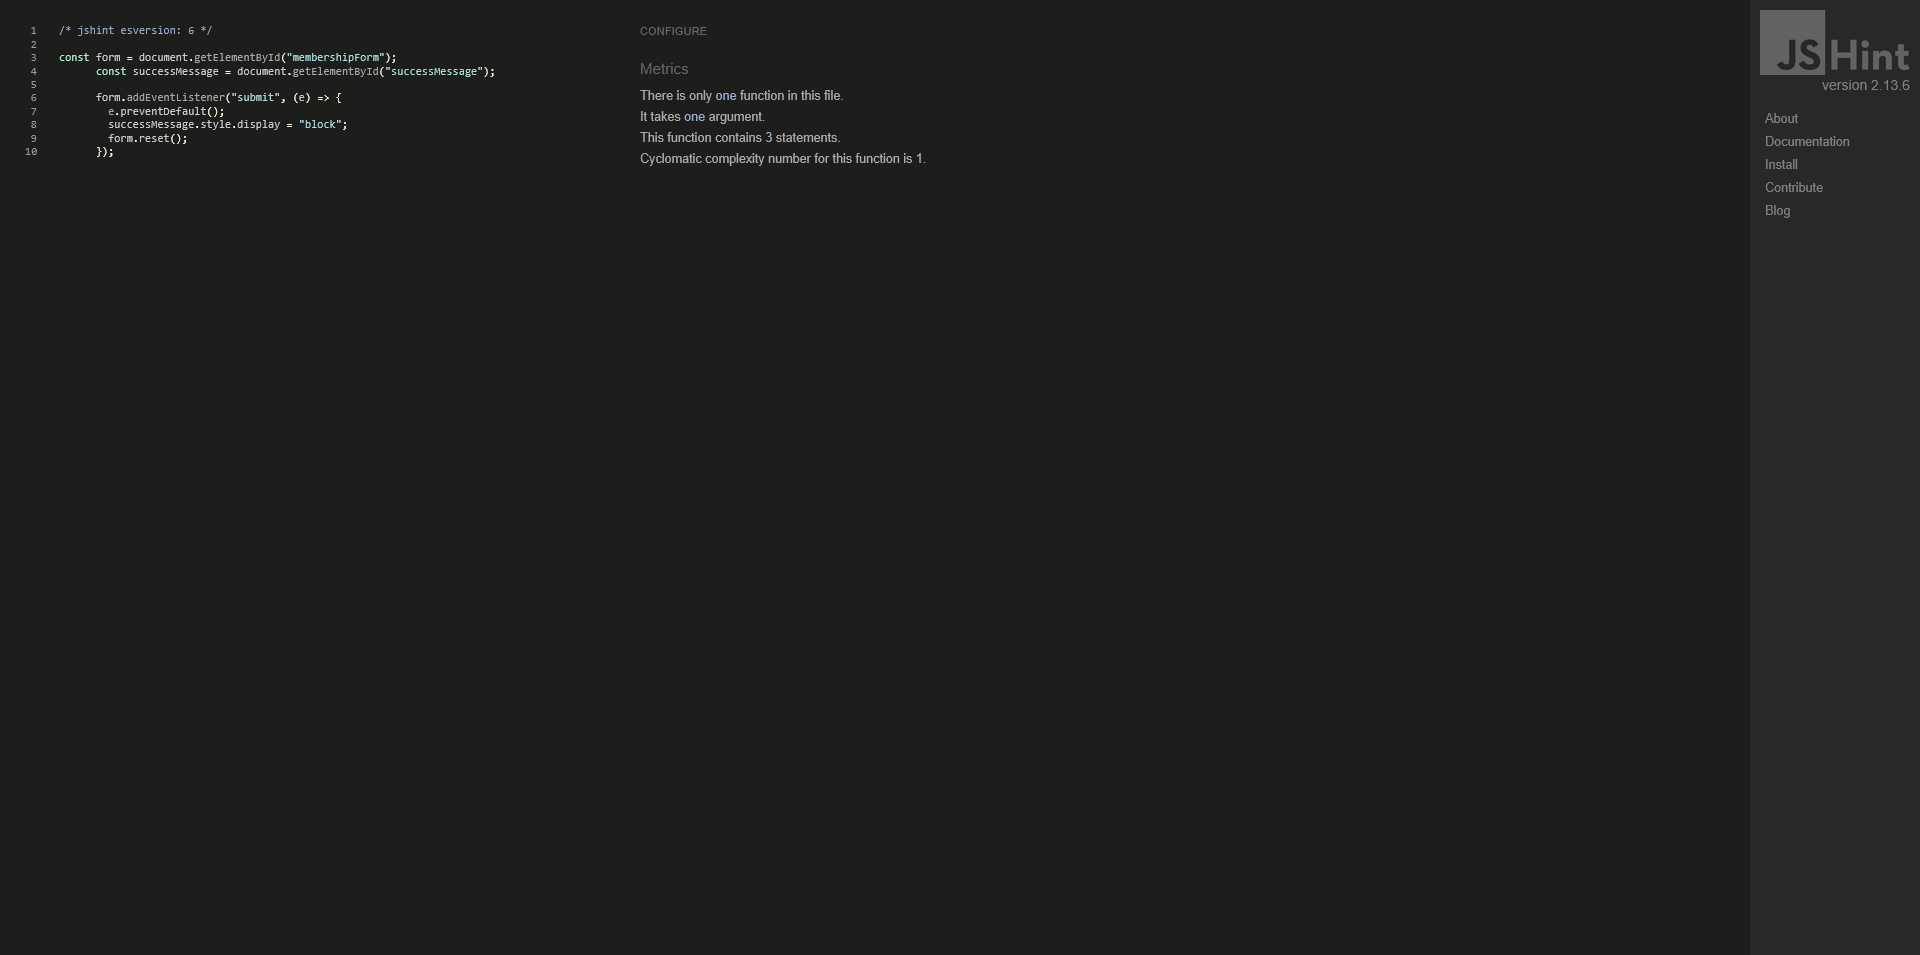 1 /* jshint esversion: 6 */
2
3 const form = document.getElementById("membershipForm");
4 const successMessage = document.getElementById("successMessage");
5
6 form.addEventListener("submit", (e) => {
7 e.preventDefault();
8 successMessage.style.display = "block";
9 form.reset();
10 });
CONFIGURE
Metrics
There is only one function in this file.
It takes one argument.
This function contains 3 statements.
Cyclomatic complexity number for this function is 1.
JSHint
version 2.13.6
About
Documentation
Install
Contribute
Blog